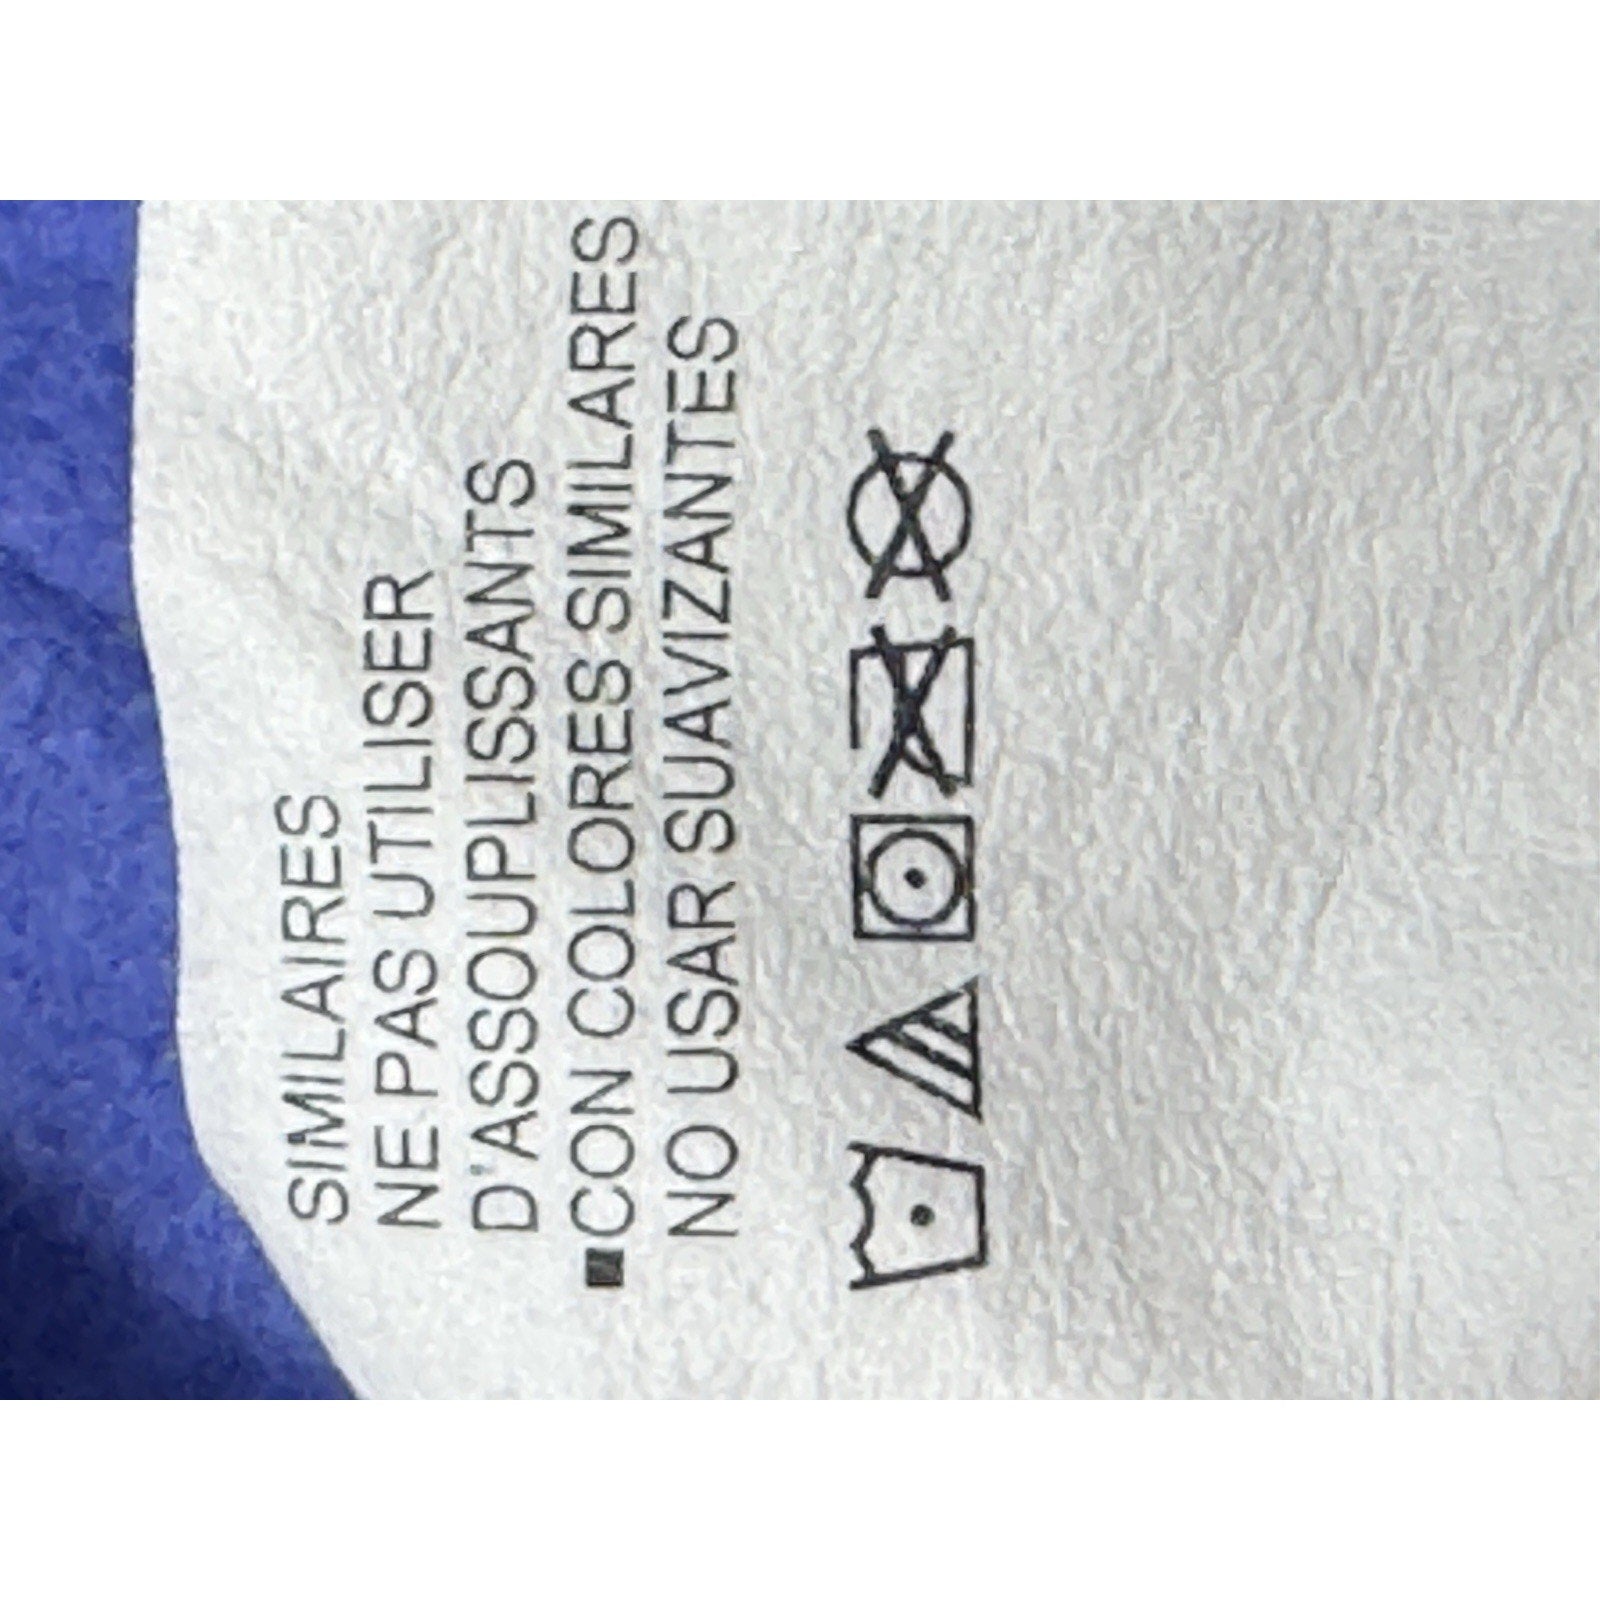 SIMILAIRES
NE PAS UTILISER
D'ASSOUPLISSANTS
■CON COLORES SIMILARES
NO USAR SUAVIZANTES